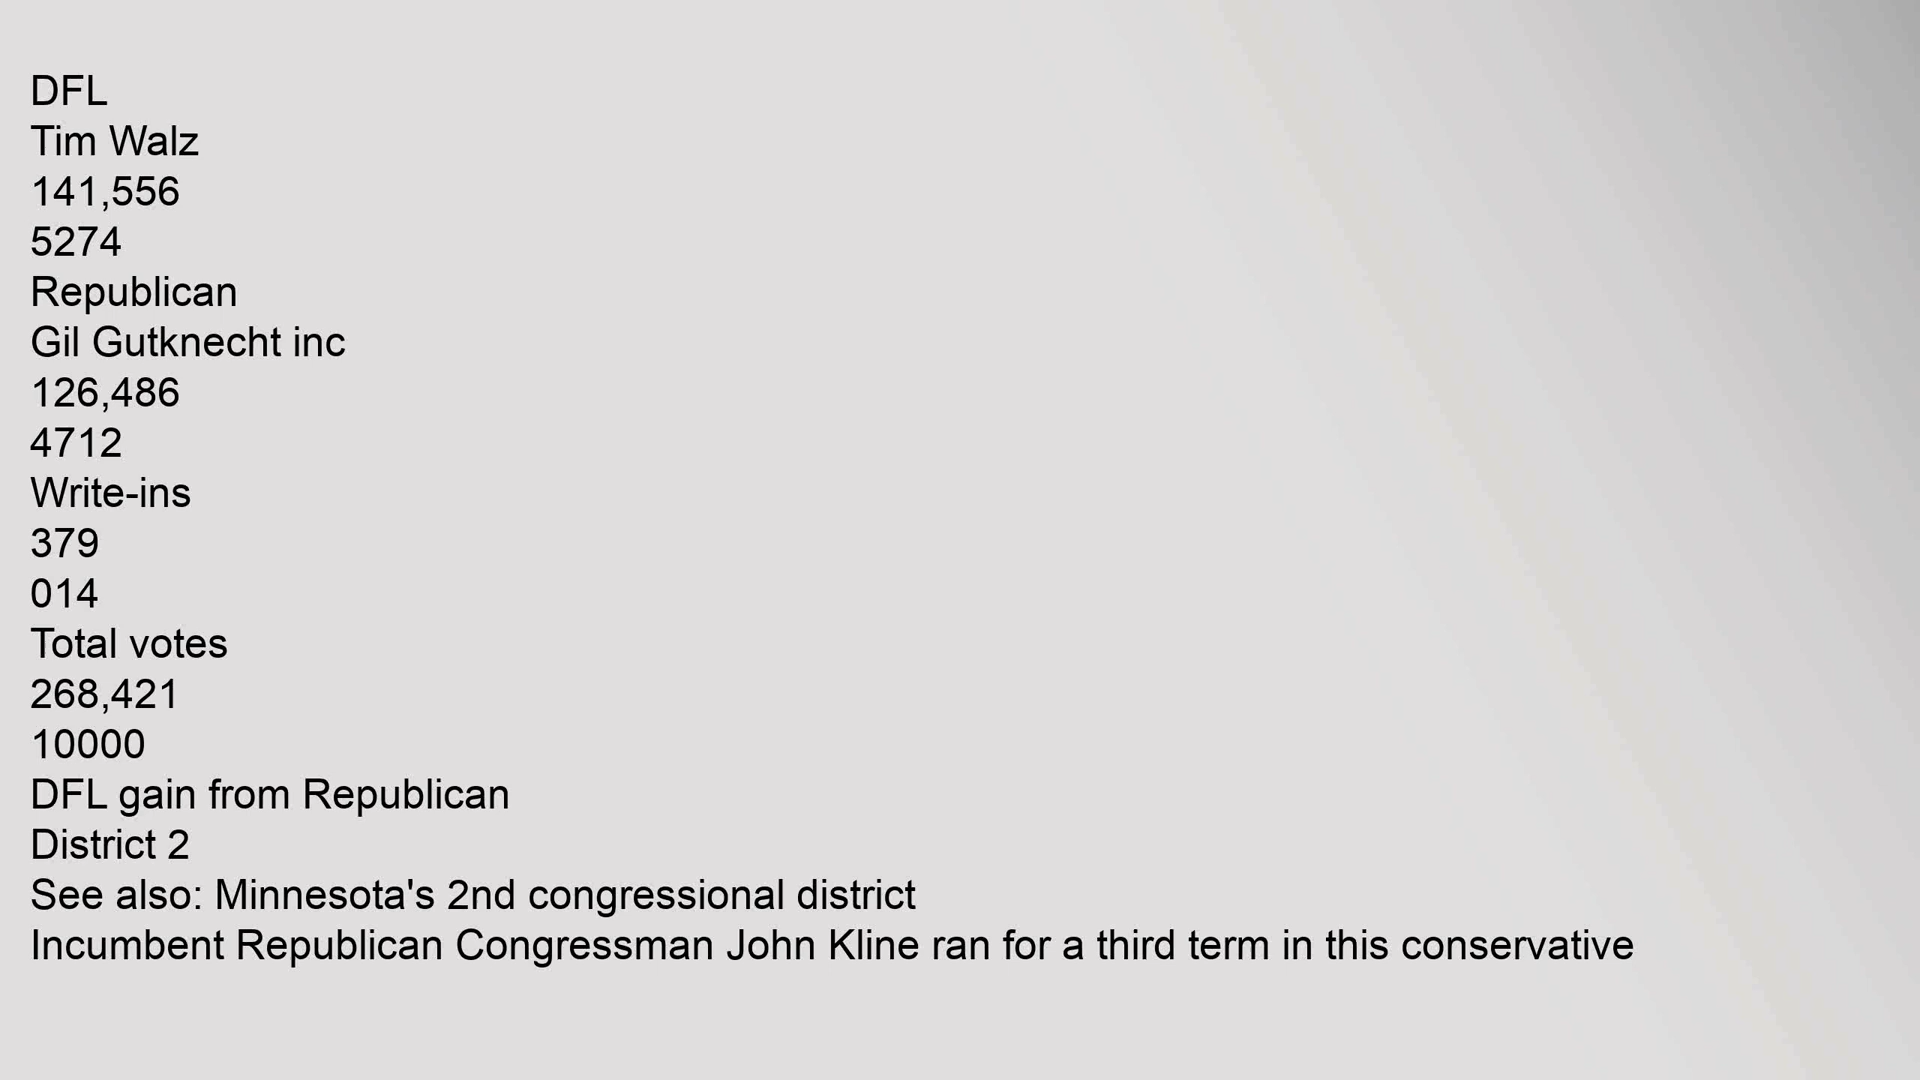 DFL
Tim Walz
141,556
5274
Republican
Gil Gutknecht inc
126,486
4712
Write-ins
379
014
Total votes
268,421
10000
DFL gain from Republican
District 2
See also: Minnesota's 2nd congressional district
Incumbent Republican Congressman John Kline ran for a third term in this conservative